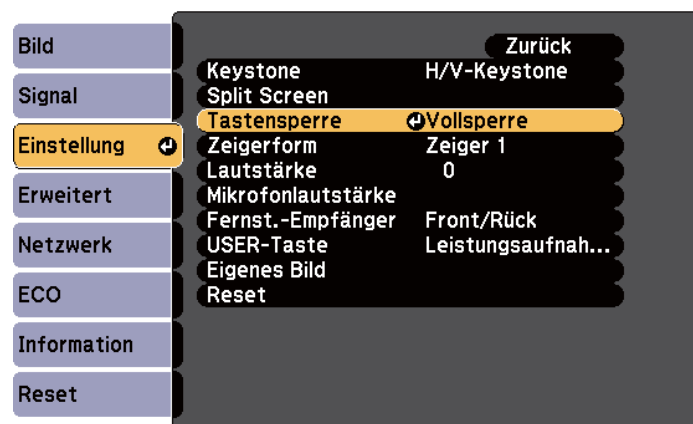 Bild
Signal
Einstellung
Erweitert
Netzwerk
ECO
Information
Reset
Zurück
Keystone H/V-Keystone
Split Screen
Tastensperre Vollsperre
Zeigerform Zeiger 1
Lautstärke 0
Mikrofonlautstärke
Fernst.-Empfänger Front/Rück
USER-Taste Leistungsaufnah...
Eigenes Bild
Reset